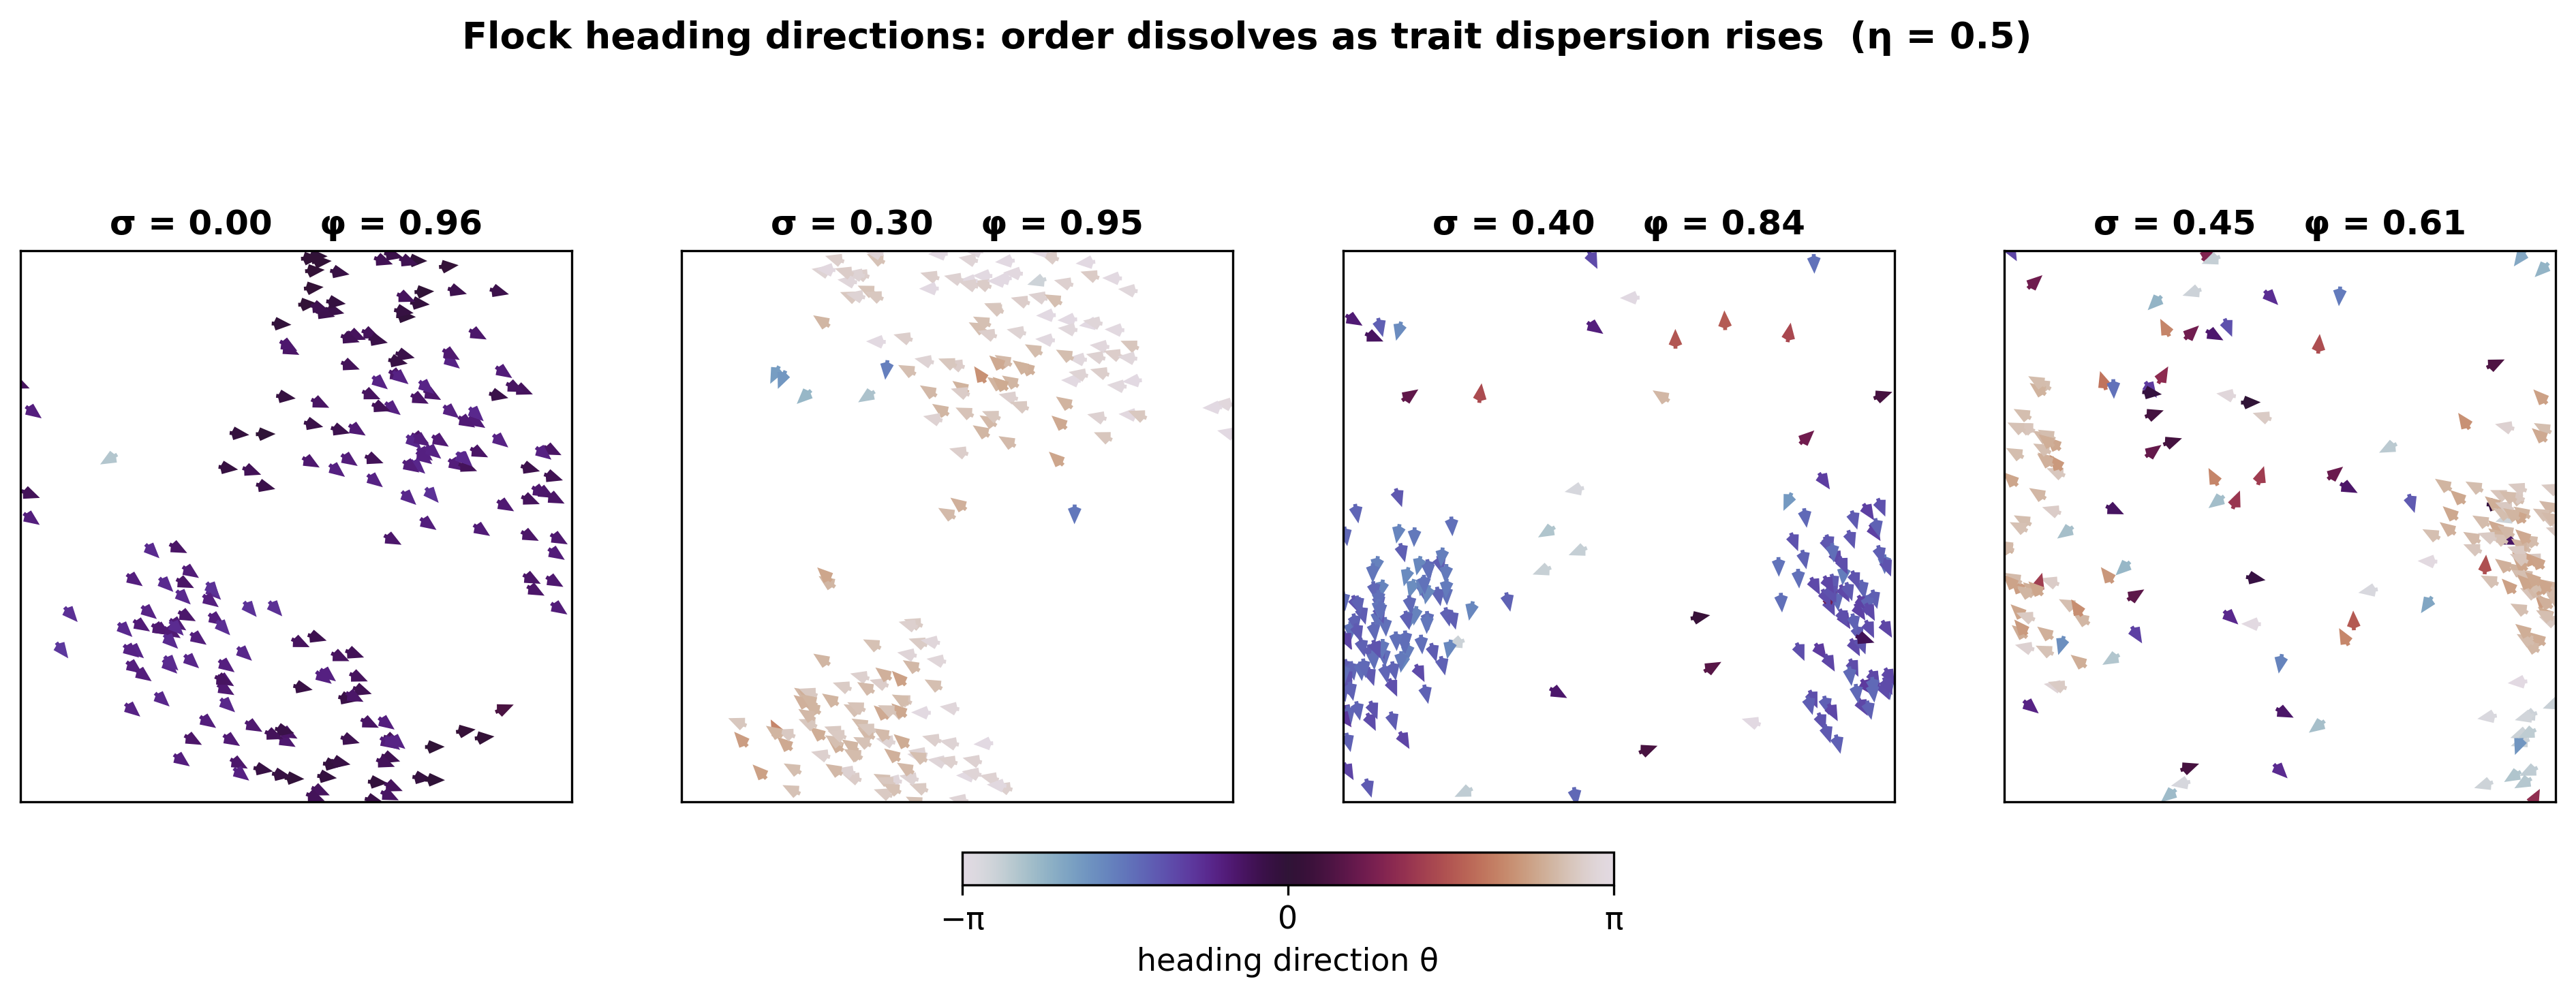 Flock heading directions: order dissolves as trait dispersion rises (η = 0.5)
σ = 0.00 φ = 0.96
σ = 0.30 φ = 0.95
σ = 0.40 φ = 0.84
σ = 0.45 φ = 0.61
−π 0 π
heading direction θ